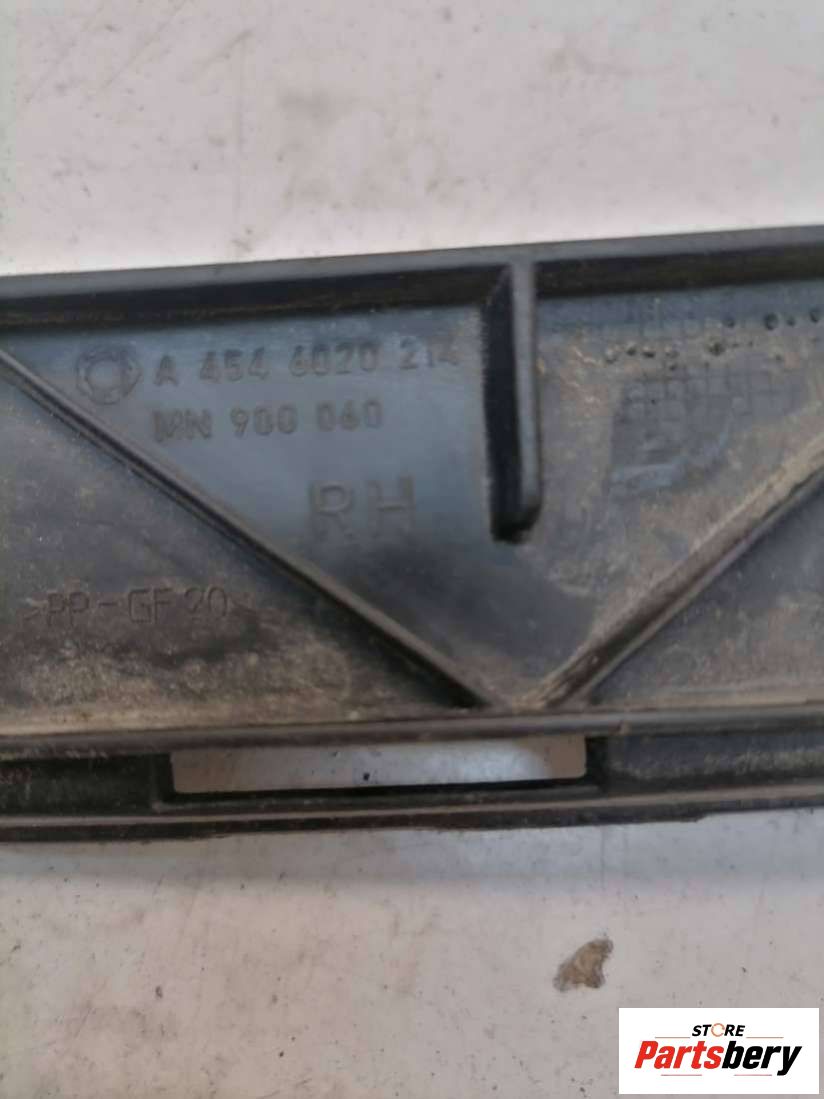 A 454 6020 214
MN 900 060
RH
>PP-GF20<
STORE
Partsbery